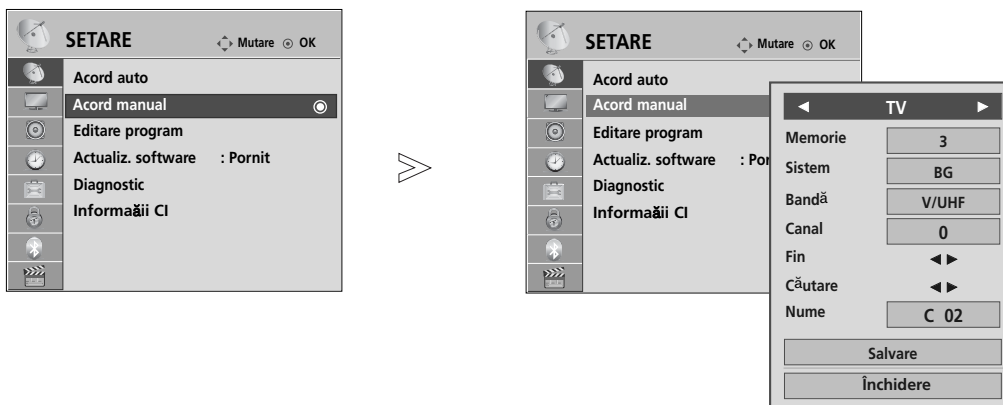 SETARE Mutare OK
Acord auto
Acord manual
Editare program
Actualiz. software : Pornit
Diagnostic
Informaăii CI
SETARE Mutare OK
Acord auto
Acord manual
Editare program
Actualiz. software : Por
Diagnostic
Informaăii CI
◄ TV ►
Memorie 3
Sistem BG
Bandă V/UHF
Canal 0
Fin ◄ ►
Căutare ◄ ►
Nume C 02
Salvare
Închidere